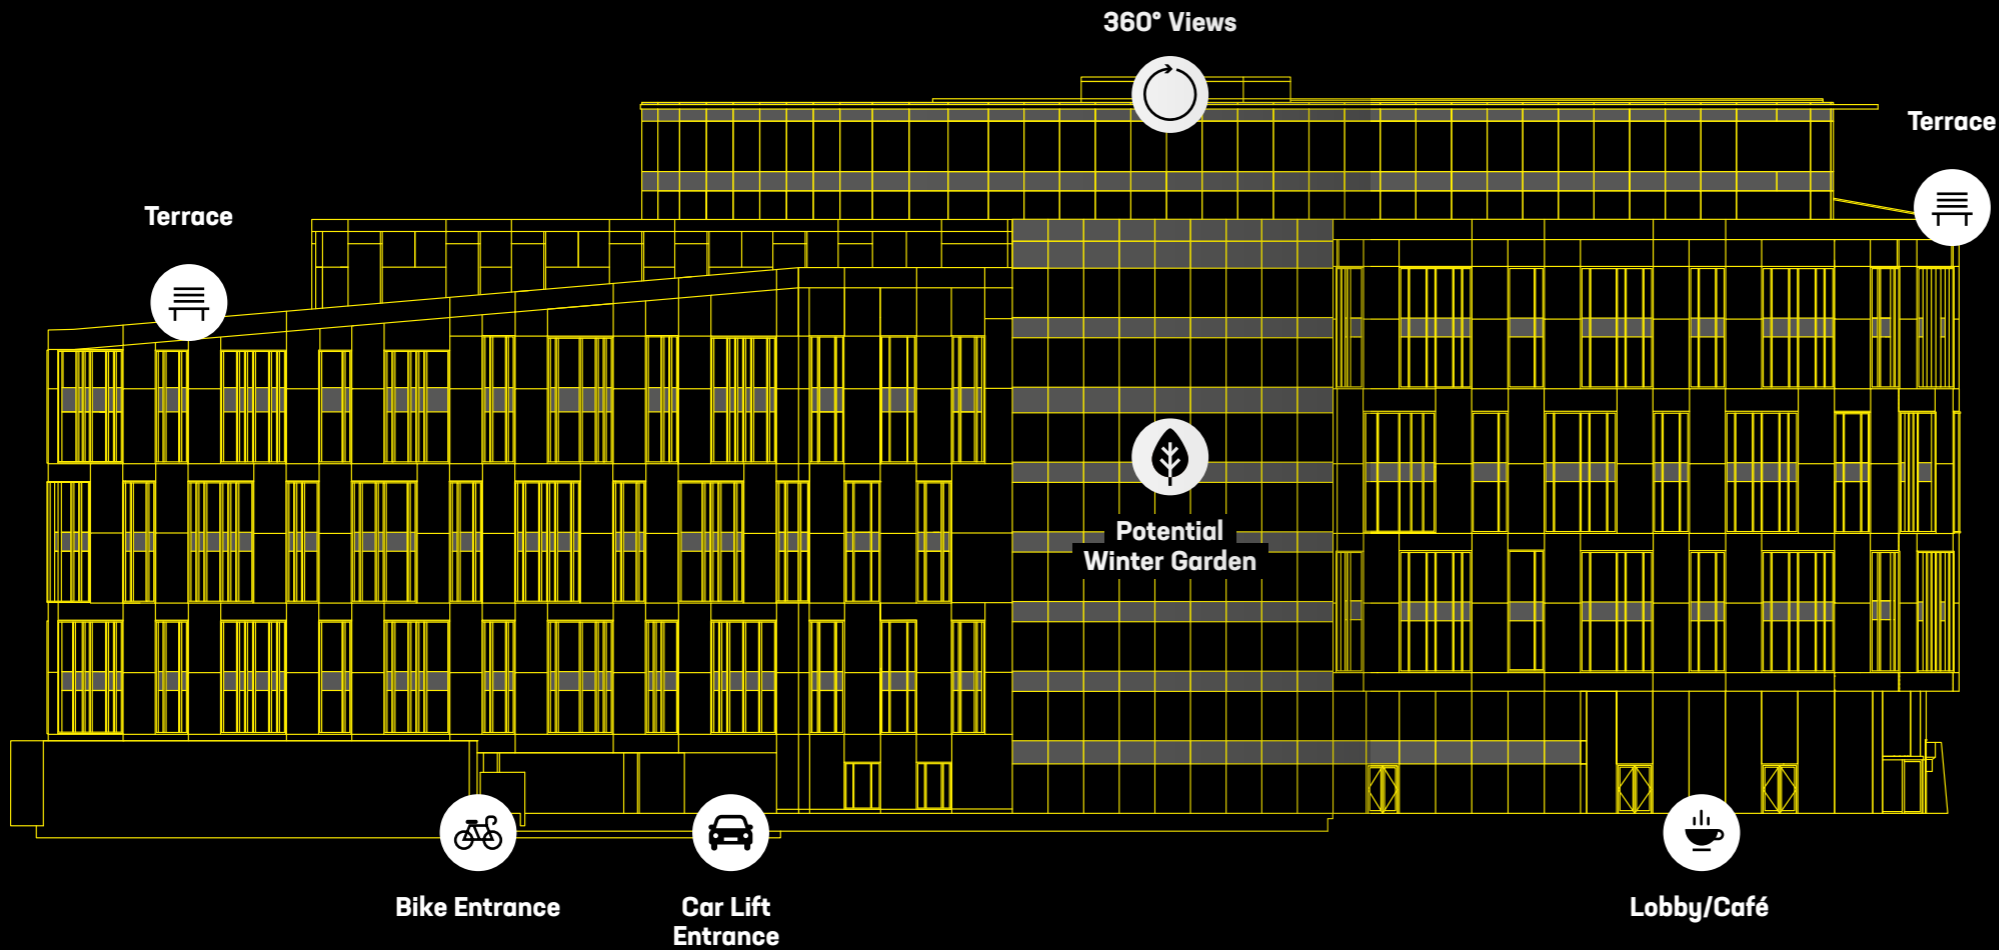 360° Views
Terrace
Terrace
Potential
Winter Garden
Bike Entrance
Car Lift
Entrance
Lobby/Café